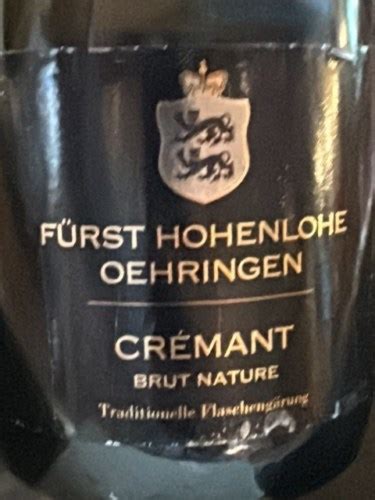 FÜRST HOHENLOHE
OEHRINGEN
CRÉMANT
BRUT NATURE
Traditionelle Flaschengärung